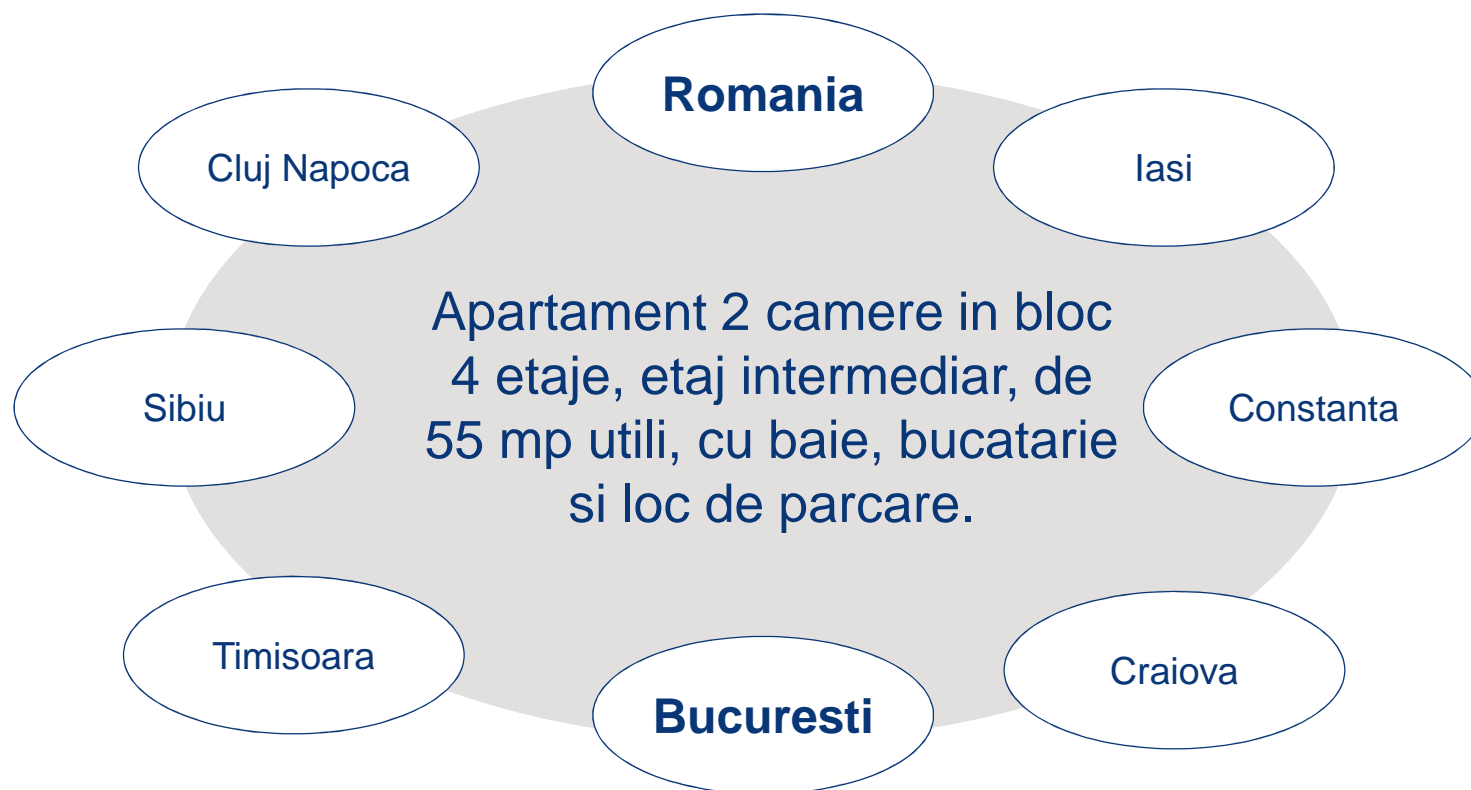 Romania
Cluj Napoca
Iasi
Apartament 2 camere in bloc
4 etaje, etaj intermediar, de
55 mp utili, cu baie, bucatarie
si loc de parcare.
Sibiu
Constanta
Timisoara
Craiova
Bucuresti